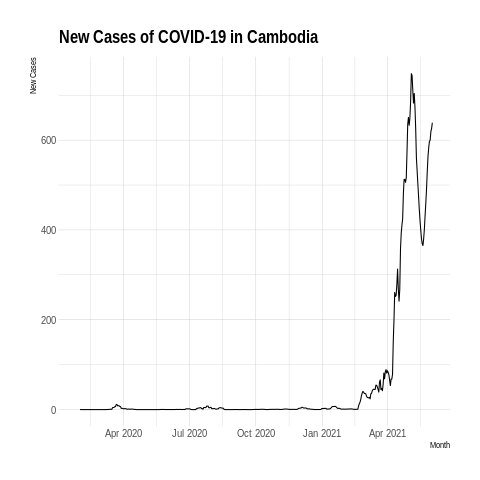 New Cases of COVID-19 in Cambodia
New Cases
600
400
200
0
Apr 2020 Jul 2020 Oct 2020 Jan 2021 Apr 2021
Month